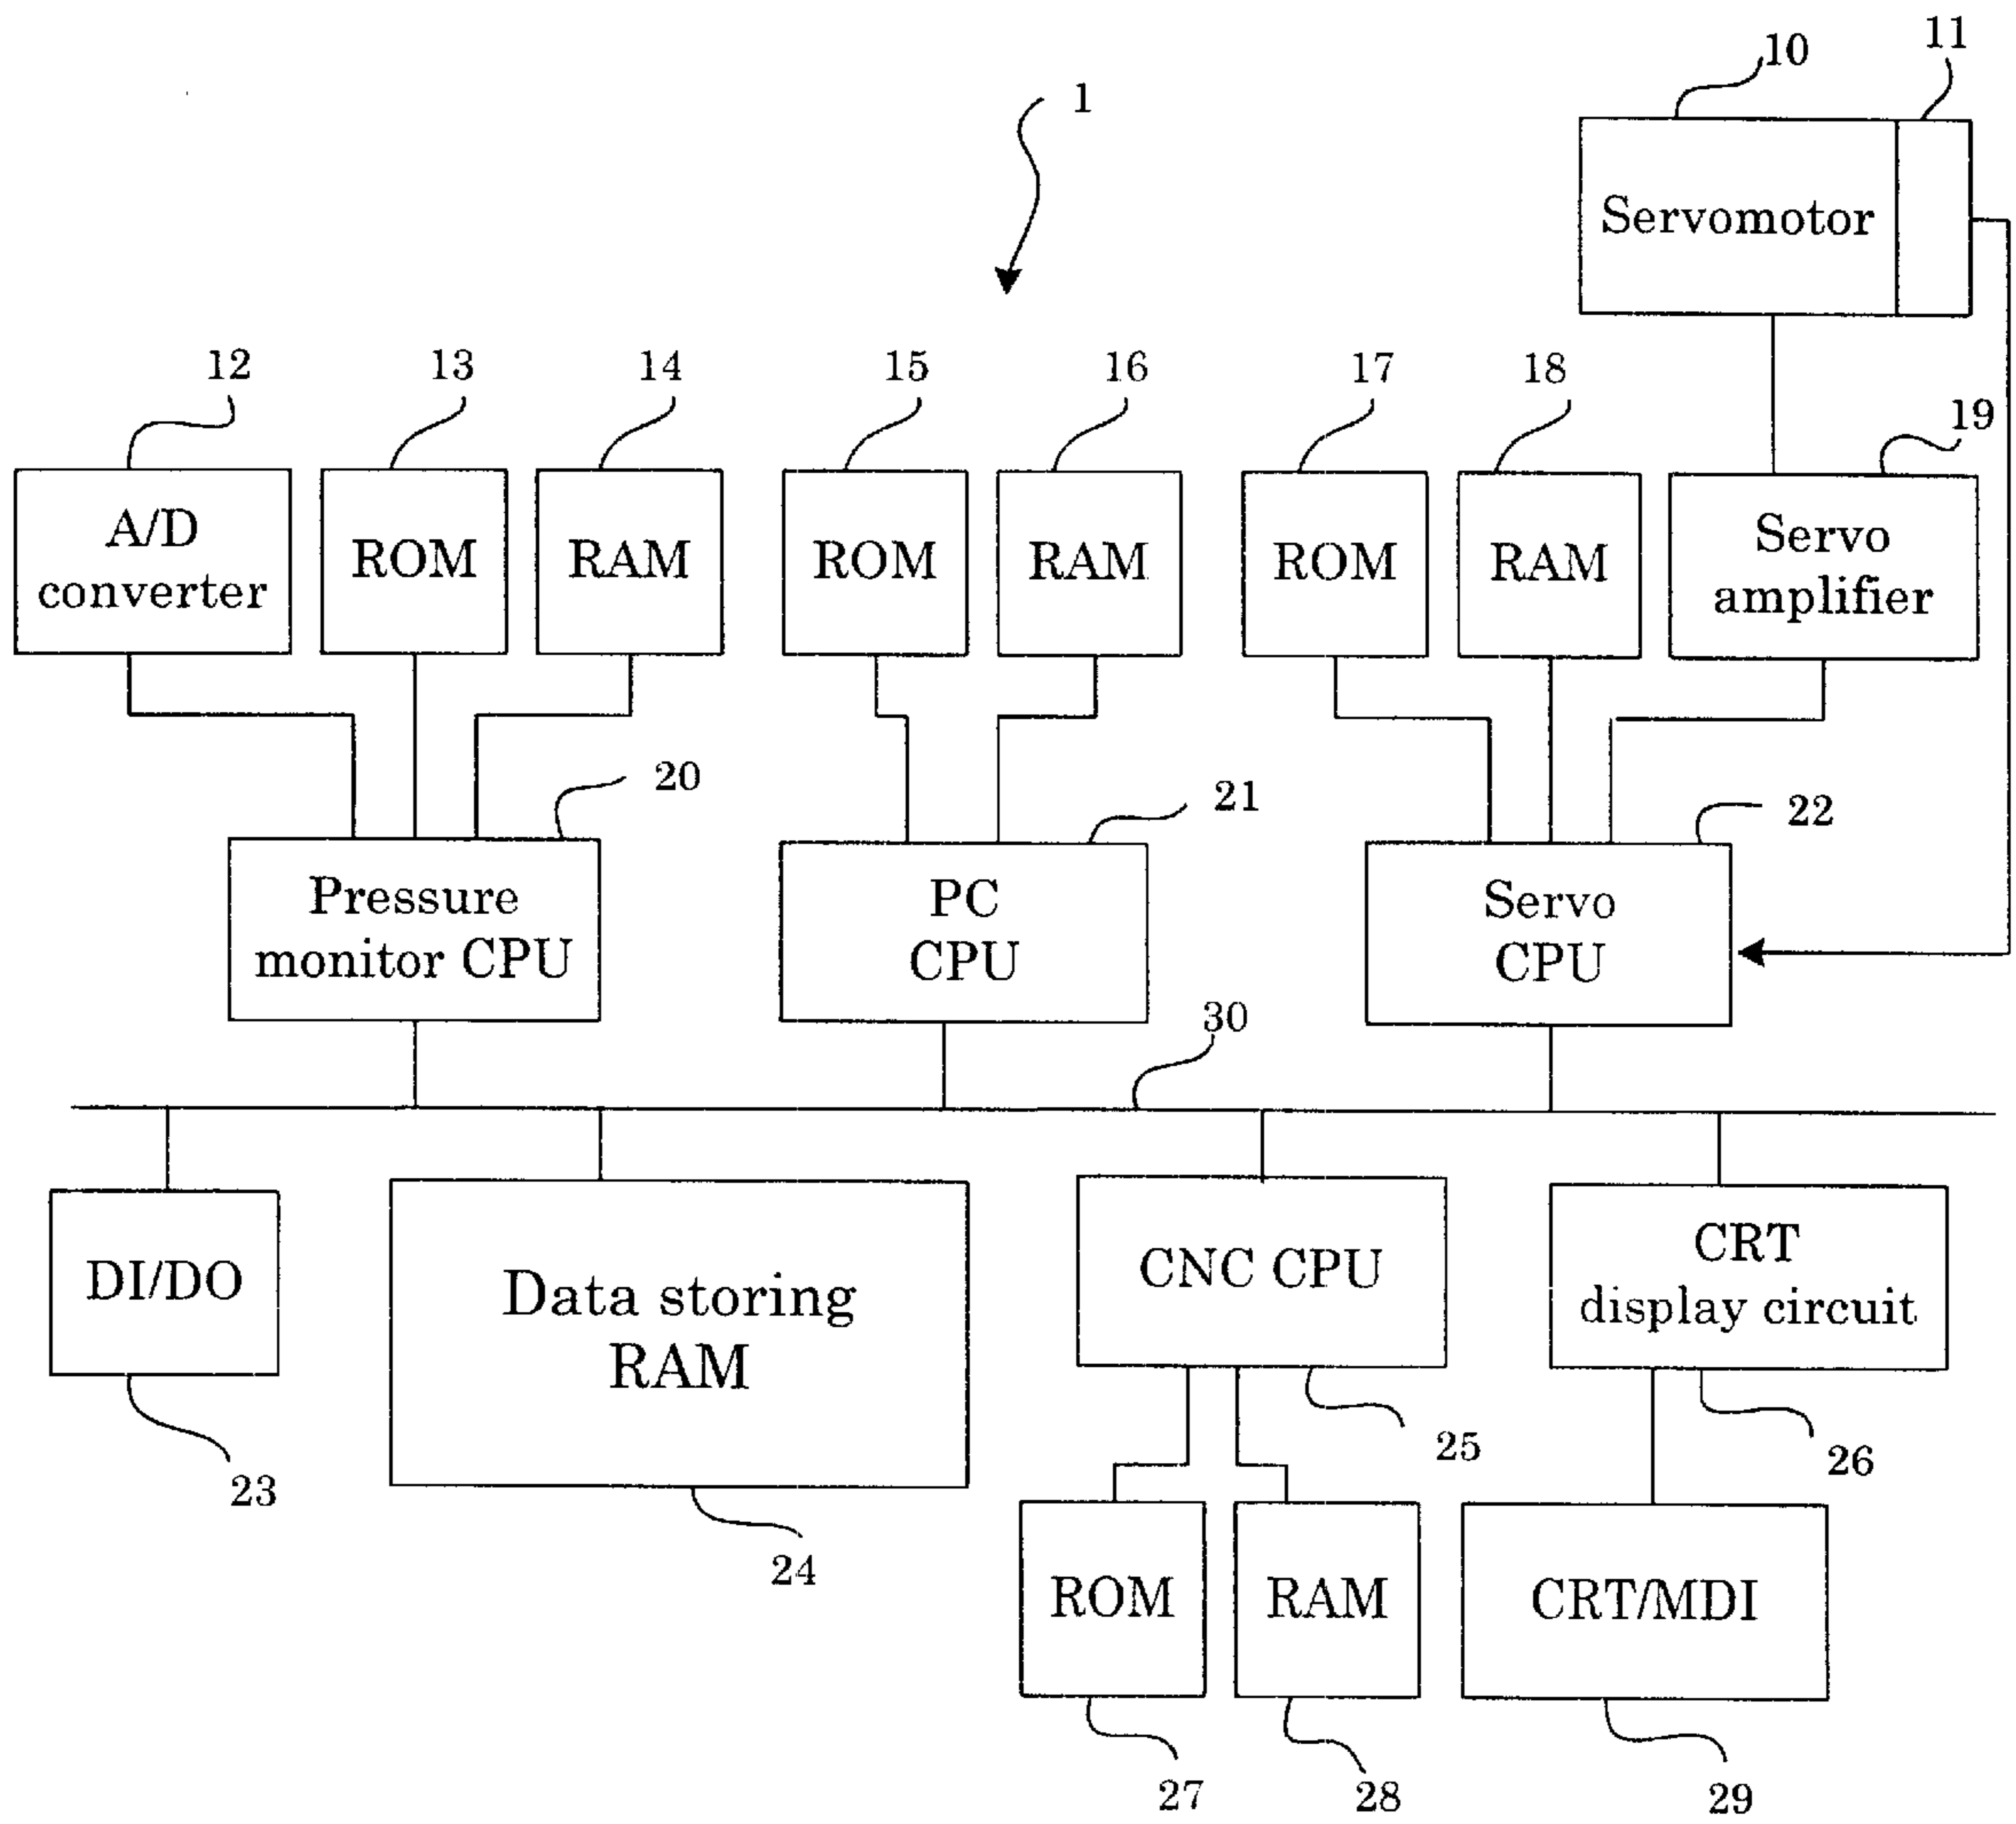 1
10
11
Servomotor
12
13
14
15
16
17
18
19
A/D
converter
ROM
RAM
ROM
RAM
ROM
RAM
Servo
amplifier
20
21
22
Pressure
monitor CPU
PC
CPU
Servo
CPU
30
DI/DO
Data storing
RAM
CNC CPU
CRT
display circuit
23
24
25
26
ROM
RAM
CRT/MDI
27
28
29